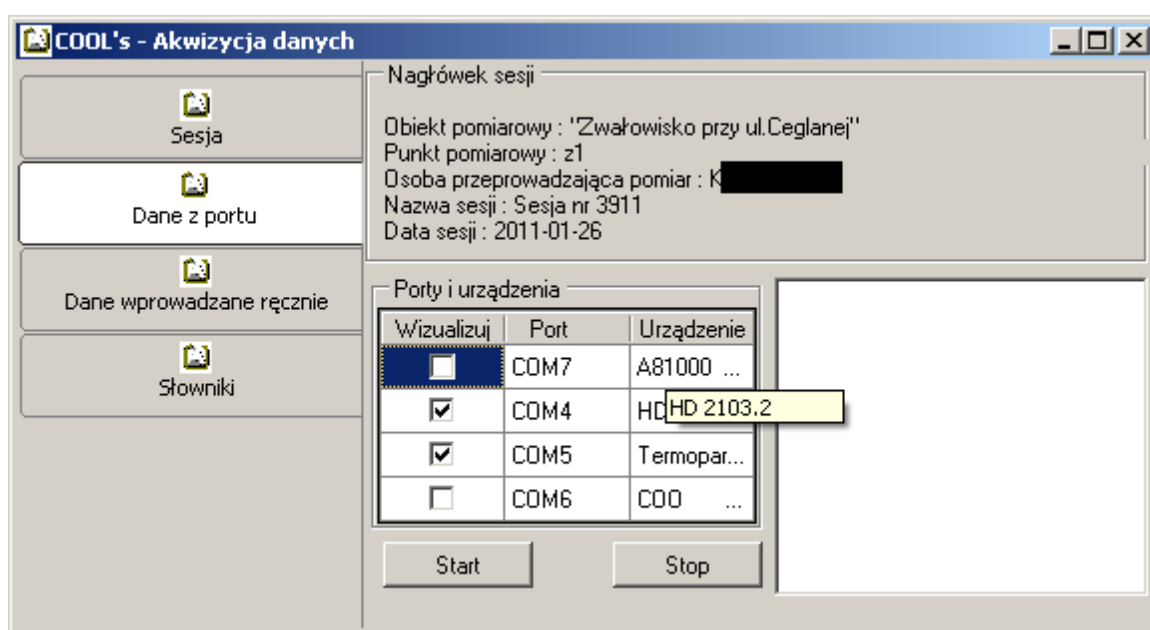 COOL's - Akwizycja danych
Sesja
Dane z portu
Dane wprowadzane ręcznie
Słowniki
Nagłówek sesji
Obiekt pomiarowy : "Zwałowisko przy ul.Ceglanej"
Punkt pomiarowy : z1
Osoba przeprowadzająca pomiar : K
Nazwa sesji : Sesja nr 3911
Data sesji : 2011-01-26
Porty i urządzenia
Wizualizuj Port Urządzenie
COM7 A81000 ...
COM4 HD HD 2103.2
COM5 Termopar...
COM6 COO ...
Start Stop